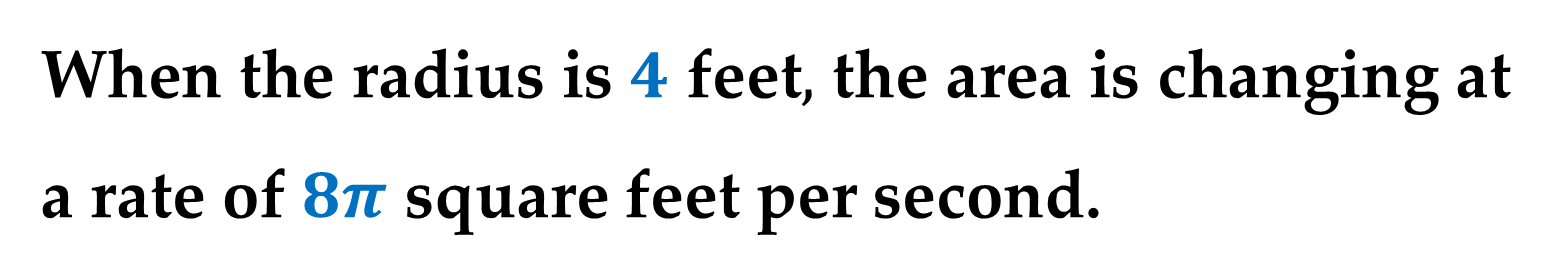 When the radius is 4 feet, the area is changing at
a rate of 8π square feet per second.